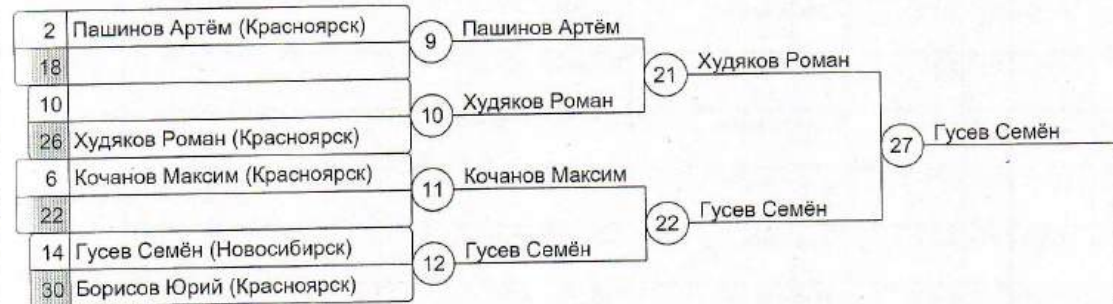 2 Пашинов Артём (Красноярск)
18
9 Пашинов Артём
10
26 Худяков Роман (Красноярск)
10 Худяков Роман
21 Худяков Роман
6 Кочанов Максим (Красноярск)
22
11 Кочанов Максим
14 Гусев Семён (Новосибирск)
30 Борисов Юрий (Красноярск)
12 Гусев Семён
22 Гусев Семён
27 Гусев Семён